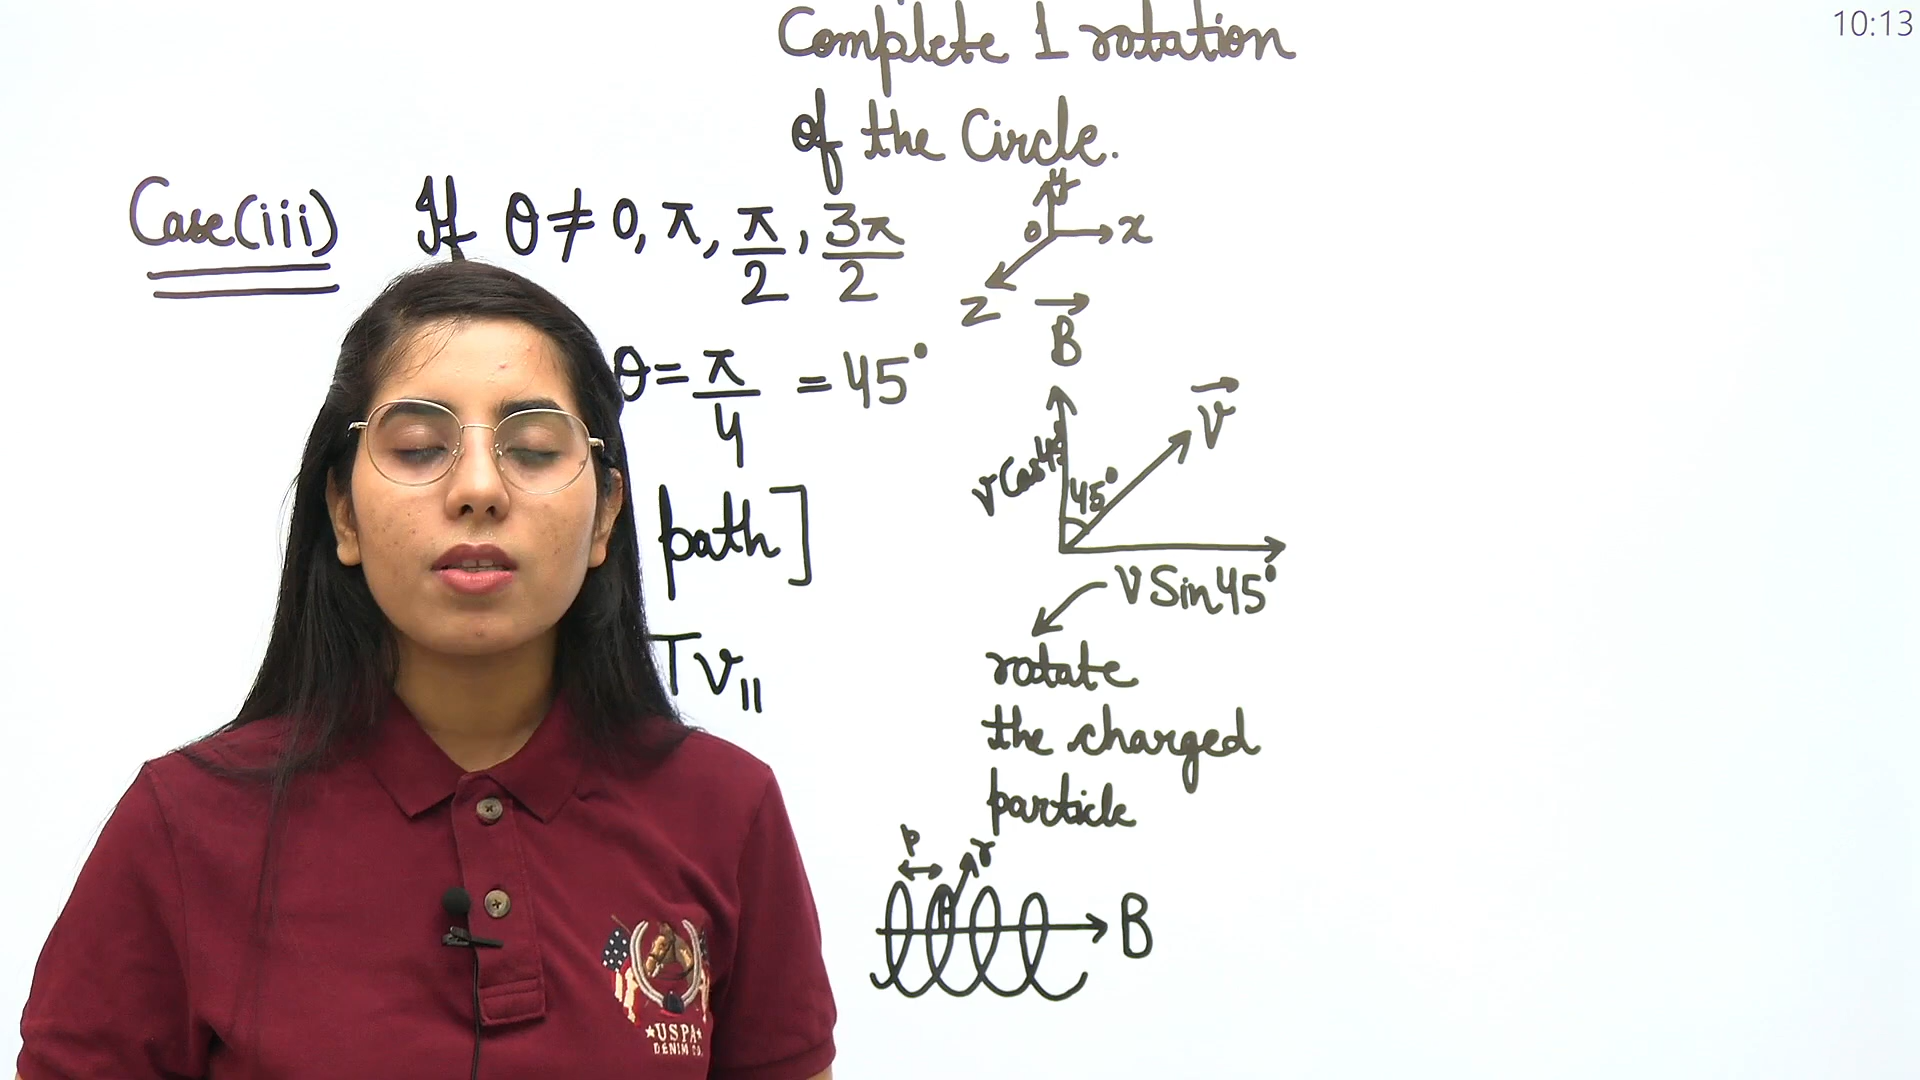 10:13
Complete 1 rotation
of the Circle.
Case(iii) If θ ≠ 0, π, π/2, 3π/2
y
0 x
z
θ = π/4 = 45°
B
V
vCos45
45°
path]
VSin45°
Tv||
rotate
the charged
particle
p
r
B
★USPA★
DENIM CO.